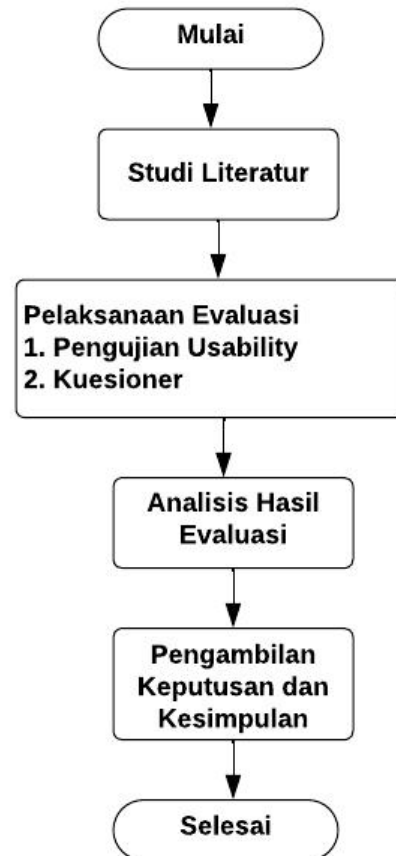 Mulai
Studi Literatur
Pelaksanaan Evaluasi
1. Pengujian Usability
2. Kuesioner
Analisis Hasil
Evaluasi
Pengambilan
Keputusan dan
Kesimpulan
Selesai